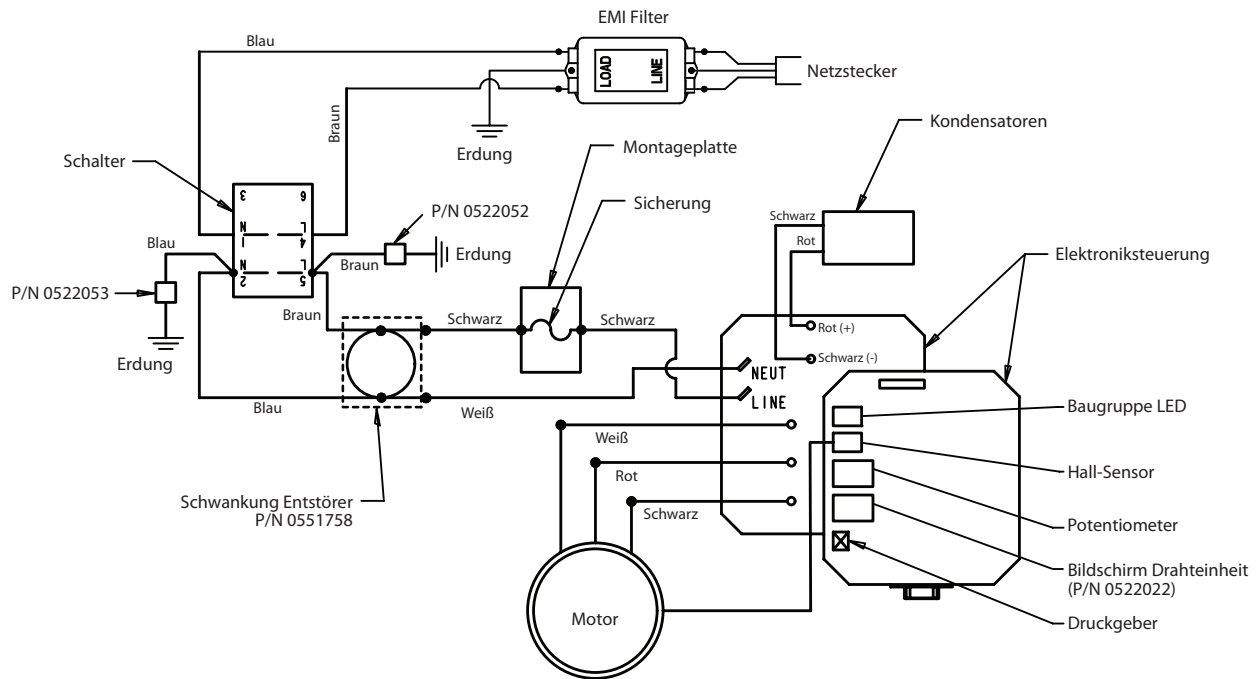 EMI Filter
Blau
LOAD
LINE
Netzstecker
Braun
Erdung
Kondensatoren
Montageplatte
Schalter
3
6
P/N 0522052
Sicherung
Schwarz
Rot
N
L
1
4
Blau
Braun
Erdung
Elektroniksteuerung
N
L
2
5
P/N 0522053
Braun
Schwarz
Schwarz
Rot (+)
Erdung
Schwarz (-)
NEUT
LINE
Blau
Weiß
Baugruppe LED
Weiß
Hall-Sensor
Rot
Schwankung Entstörer
P/N 0551758
Schwarz
Potentiometer
Bildschirm Drahteinheit
(P/N 0522022)
Motor
Druckgeber